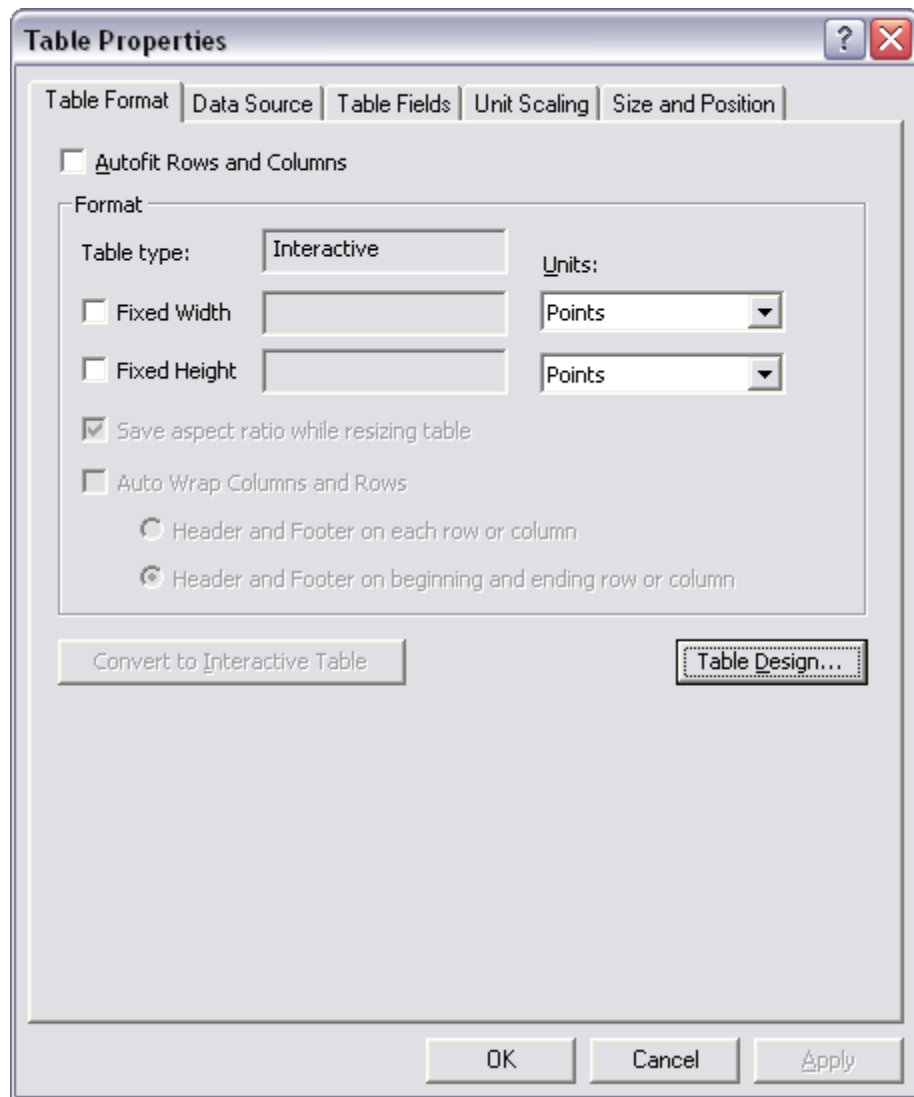 Table Properties
Table Format Data Source Table Fields Unit Scaling Size and Position
Autofit Rows and Columns
Format
Table type: Interactive Units:
Fixed Width Points
Fixed Height Points
Save aspect ratio while resizing table
Auto Wrap Columns and Rows
Header and Footer on each row or column
Header and Footer on beginning and ending row or column
Convert to Interactive Table Table Design...
OK Cancel Apply